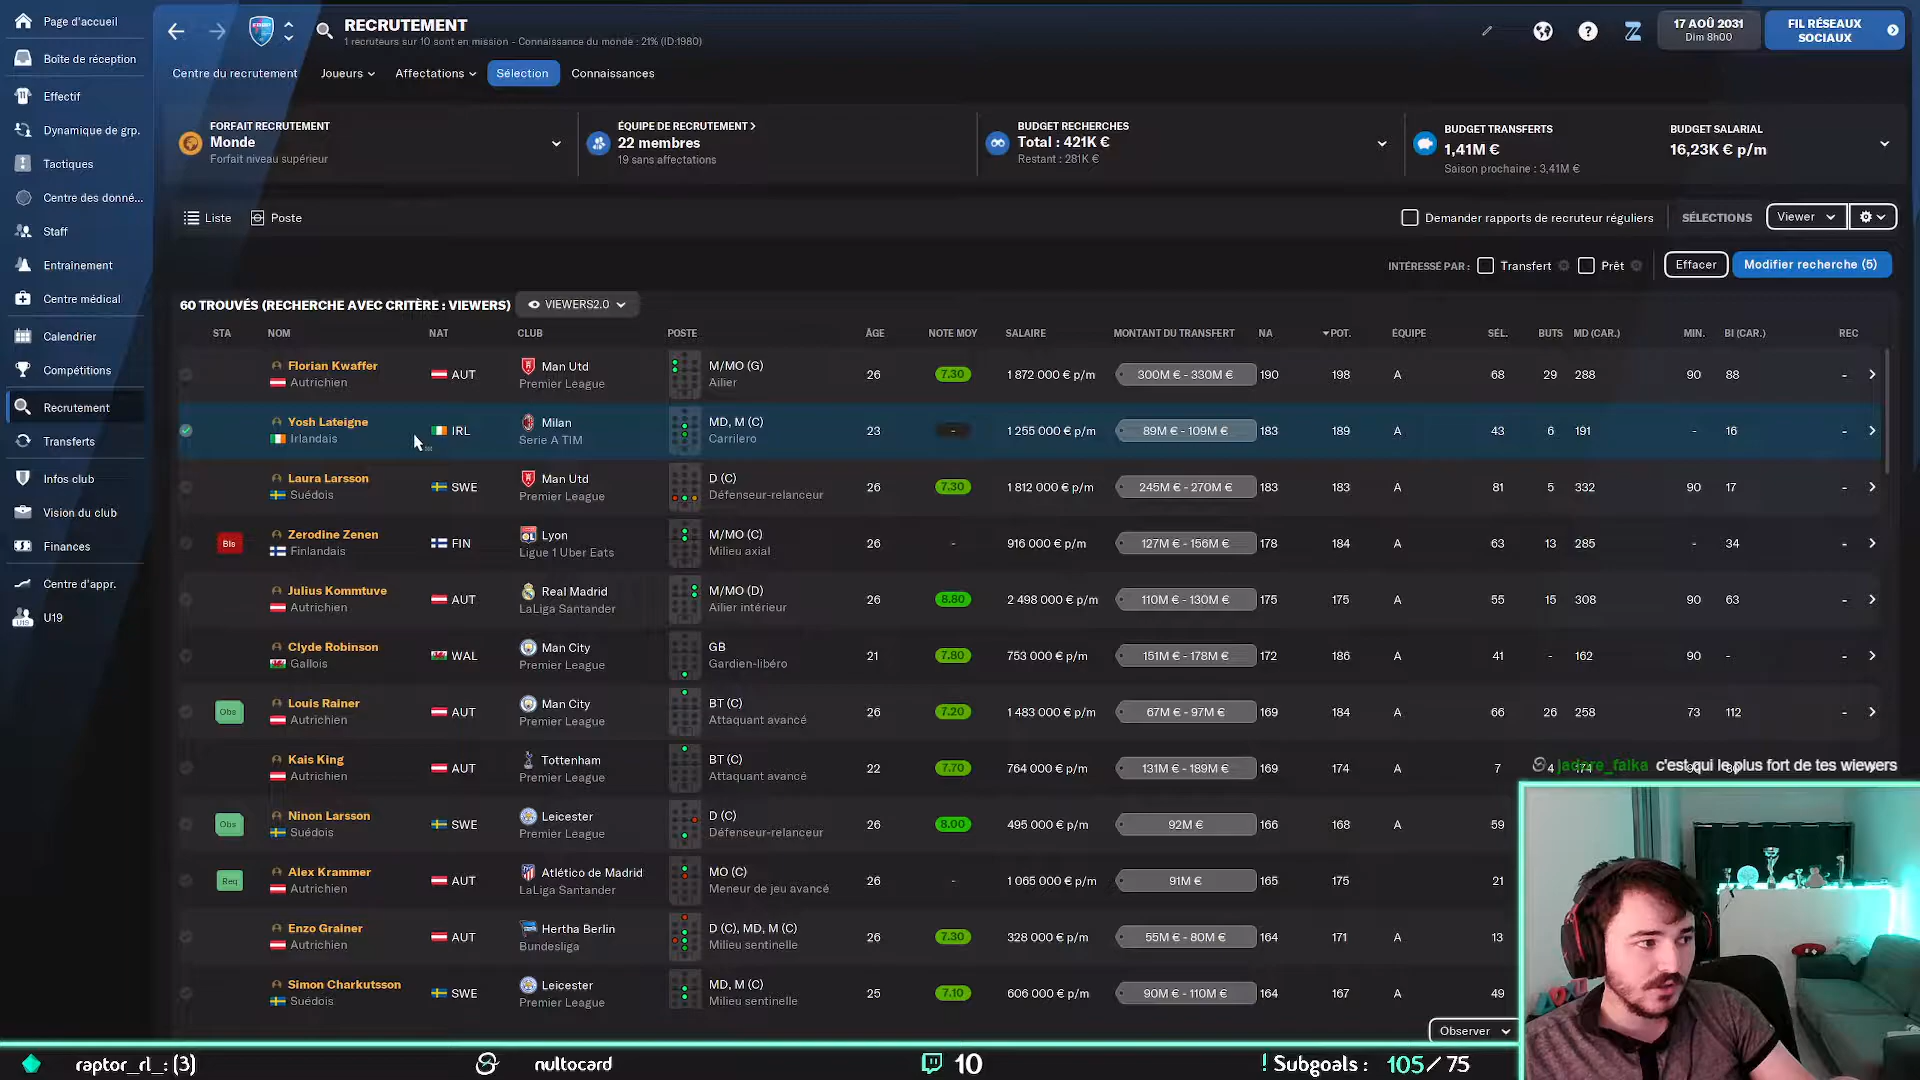 Page d'accueil
Boîte de réception
Effectif
Dynamique de grp.
Tactiques
Centre des donné...
Staff
Entraînement
Centre médical
Calendrier
Compétitions
Recrutement
Transferts
Infos club
Vision du club
Finances
Centre d'appr.
U19
RECRUTEMENT
1 recruteurs sur 10 sont en mission - Connaissance du monde : 21% (ID:1980)
17 AOÛ 2031
Dim 8h00
FIL RÉSEAUX SOCIAUX
Centre du recrutement Joueurs Affectations Sélection Connaissances
FORFAIT RECRUTEMENT
Monde
Forfait niveau supérieur
ÉQUIPE DE RECRUTEMENT >
22 membres
19 sans affectations
BUDGET RECHERCHES
Total : 421K €
Restant : 281K €
BUDGET TRANSFERTS
1,41M €
Saison prochaine : 3,41M €
BUDGET SALARIAL
16,23K € p/m
Liste Poste
Demander rapports de recruteur réguliers SÉLECTIONS Viewer
INTÉRESSÉ PAR : Transfert Prêt Effacer Modifier recherche (5)
60 TROUVÉS (RECHERCHE AVEC CRITÈRE : VIEWERS) VIEWERS2.0
STA NOM NAT CLUB POSTE ÂGE NOTE MOY SALAIRE MONTANT DU TRANSFERT NA POT. ÉQUIPE SÉL. BUTS MD (CAR.) MIN. BI (CAR.) REC
Florian Kwaffer AUT Man Utd M/MO (G) 26 7.30 1 872 000 € p/m 300M € - 330M € 190 198 A 68 29 288 90 88 -
Autrichien Premier League Ailier
Yosh Lateigne IRL Milan MD, M (C) 23 - 1 255 000 € p/m 89M € - 109M € 183 189 A 43 6 191 - 16 -
Irlandais Serie A TIM Carrilero
Laura Larsson SWE Man Utd D (C) 26 7.30 1 812 000 € p/m 245M € - 270M € 183 183 A 81 5 332 90 17 -
Suédois Premier League Défenseur-relanceur
Bls Zerodine Zenen FIN Lyon M/MO (C) 26 - 916 000 € p/m 127M € - 156M € 178 184 A 63 13 285 - 34 -
Finlandais Ligue 1 Uber Eats Milieu axial
Julius Kommtuve AUT Real Madrid M/MO (D) 26 8.80 2 498 000 € p/m 110M € - 130M € 175 175 A 55 15 308 90 63 -
Autrichien LaLiga Santander Ailier intérieur
Clyde Robinson WAL Man City GB 21 7.80 753 000 € p/m 151M € - 178M € 172 186 A 41 - 162 90 - -
Gallois Premier League Gardien-libéro
Obs Louis Rainer AUT Man City BT (C) 26 7.20 1 483 000 € p/m 67M € - 97M € 169 184 A 66 26 258 73 112 -
Autrichien Premier League Attaquant avancé
Kais King AUT Tottenham BT (C) 22 7.70 764 000 € p/m 131M € - 189M € 169 174 A 7 4 174
Autrichien Premier League Attaquant avancé
jadore_falka c'est qui le plus fort de tes wiewers
Obs Ninon Larsson SWE Leicester D (C) 26 8.00 495 000 € p/m 92M € 166 168 A 59
Suédois Premier League Défenseur-relanceur
Req Alex Krammer AUT Atlético de Madrid MO (C) 26 - 1 065 000 € p/m 91M € 165 175 21
Autrichien LaLiga Santander Meneur de jeu avancé
Enzo Grainer AUT Hertha Berlin D (C), MD, M (C) 26 7.30 328 000 € p/m 55M € - 80M € 164 171 A 13
Autrichien Bundesliga Milieu sentinelle
Simon Charkutsson SWE Leicester MD, M (C) 25 7.10 606 000 € p/m 90M € - 110M € 164 167 A 49
Suédois Premier League Milieu sentinelle
Observer
raptor_rl_: (3) nultocard 10 ! Subgoals : 105/ 75